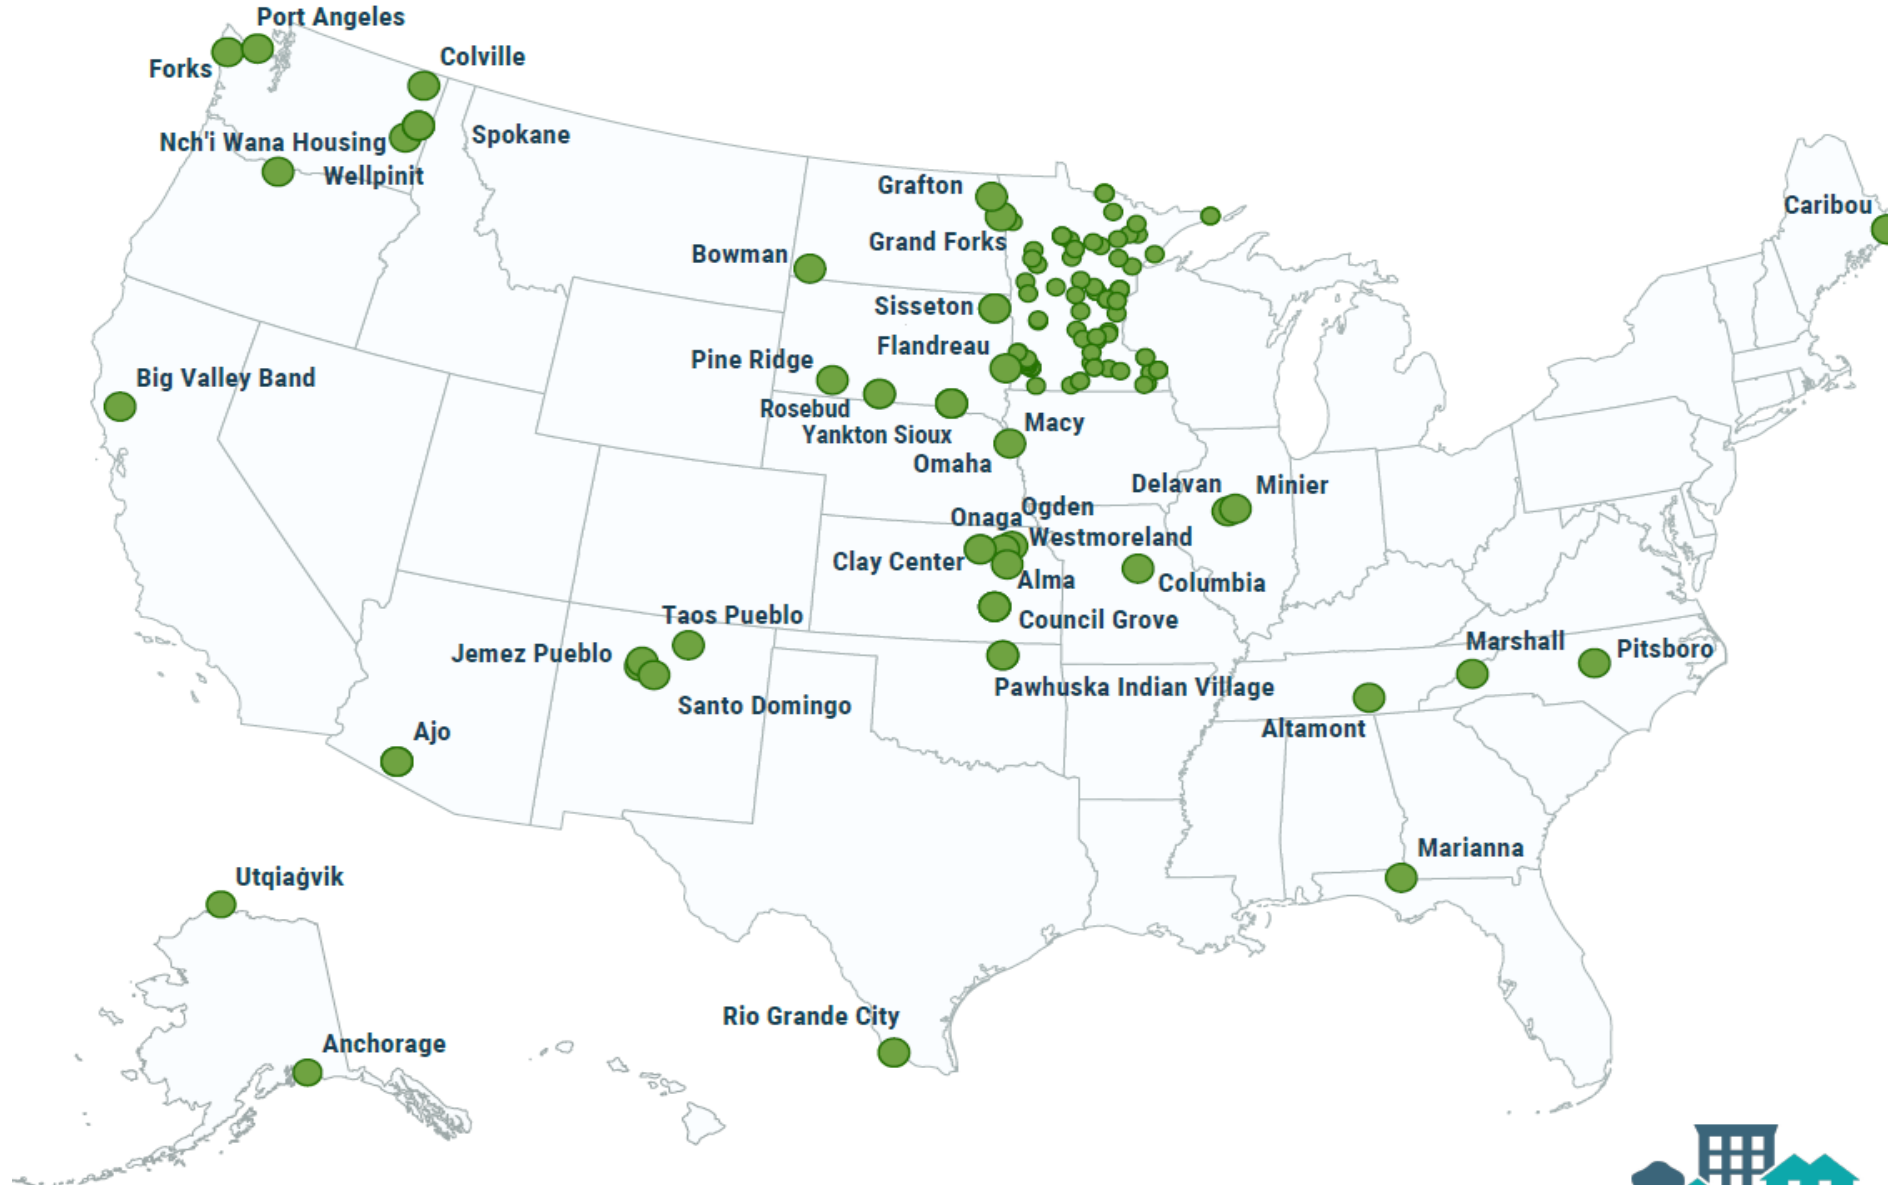 Port Angeles
Forks
Colville
Nch'i Wana Housing
Spokane
Wellpinit
Grafton
Grand Forks
Caribou
Bowman
Sisseton
Flandreau
Pine Ridge
Big Valley Band
Rosebud
Yankton Sioux
Macy
Omaha
Delavan
Minier
Ogden
Onaga
Westmoreland
Clay Center
Alma
Columbia
Council Grove
Taos Pueblo
Jemez Pueblo
Marshall
Pitsboro
Pawhuska Indian Village
Santo Domingo
Altamont
Ajo
Marianna
Utqiaġvik
Rio Grande City
Anchorage